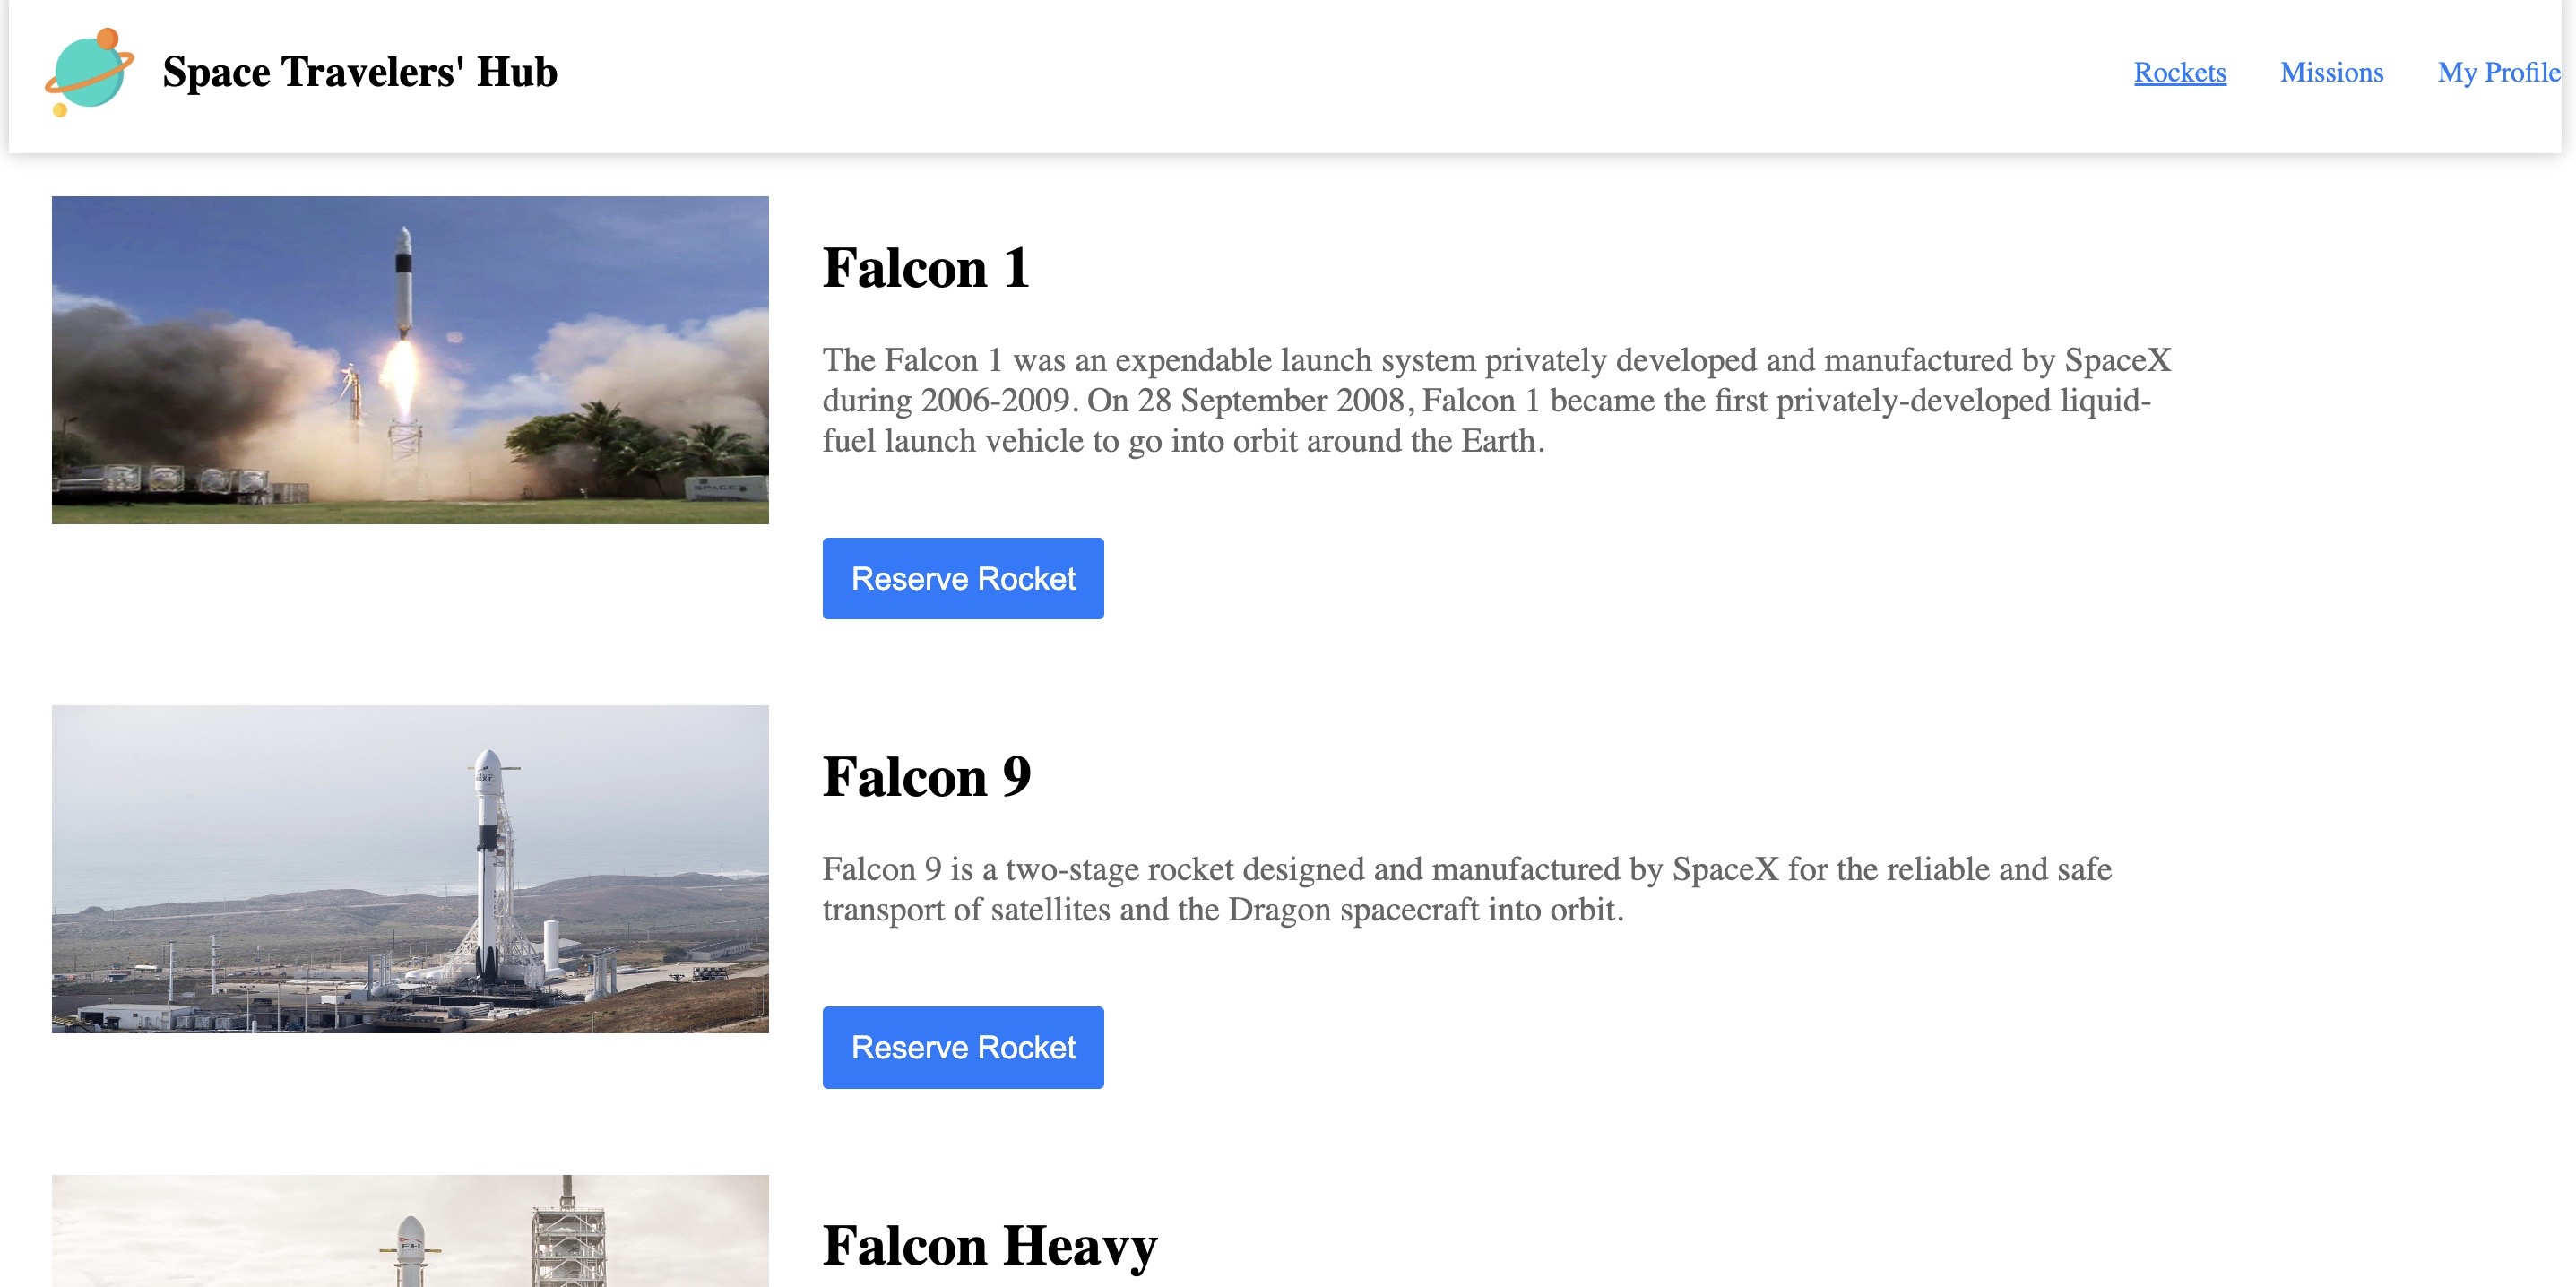 Space Travelers' Hub
Rockets Missions My Profile
Falcon 1
The Falcon 1 was an expendable launch system privately developed and manufactured by SpaceX
during 2006-2009. On 28 September 2008, Falcon 1 became the first privately-developed liquid-
fuel launch vehicle to go into orbit around the Earth.
SPACEX
Reserve Rocket
Falcon 9
Falcon 9 is a two-stage rocket designed and manufactured by SpaceX for the reliable and safe
transport of satellites and the Dragon spacecraft into orbit.
Reserve Rocket
FH
Falcon Heavy